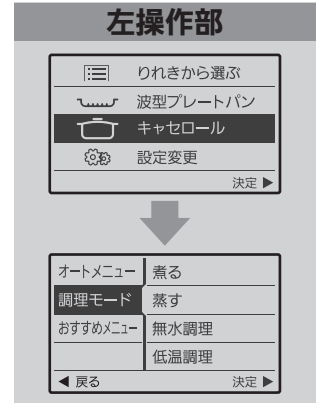 左操作部
りれきから選ぶ
波型プレートパン
キャセロール
設定変更
決定 ▶
オートメニュー 煮る
調理モード 蒸す
おすすめメニュー 無水調理
低温調理
◀ 戻る 決定 ▶